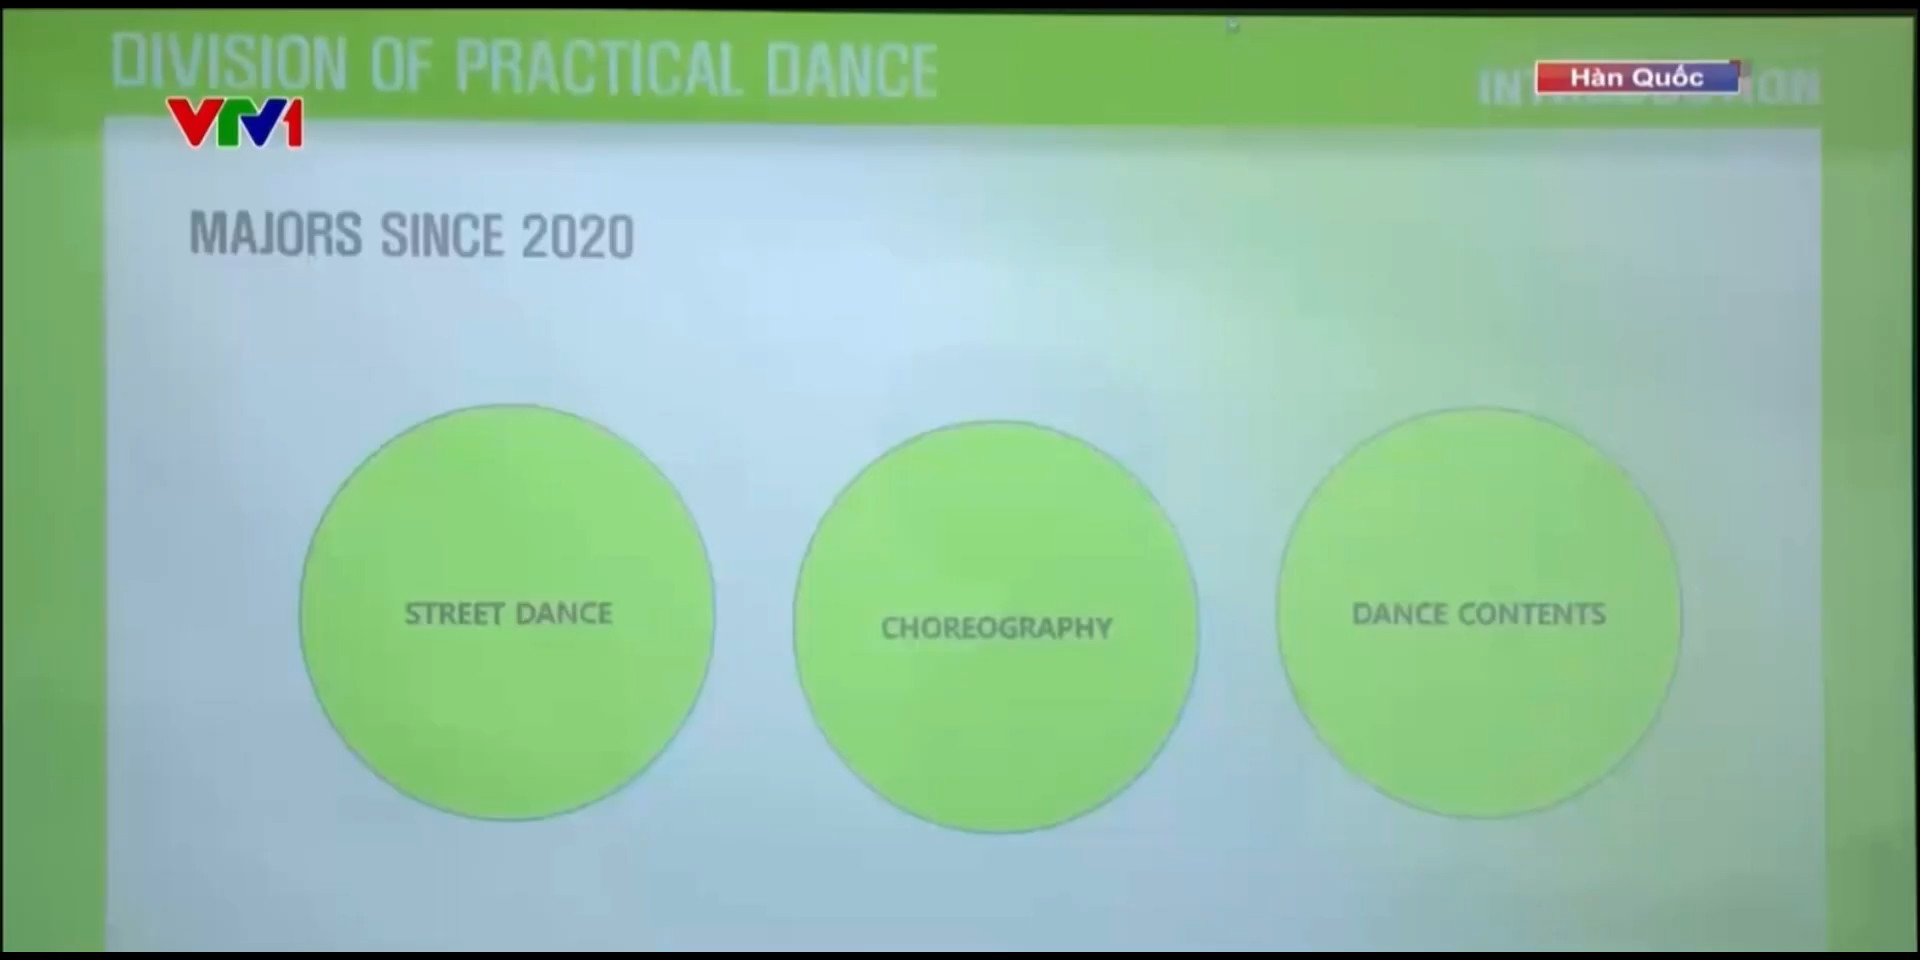 DIVISION OF PRACTICAL DANCE
Hàn Quốc
VTV1
MAJORS SINCE 2020
STREET DANCE
CHOREOGRAPHY
DANCE CONTENTS